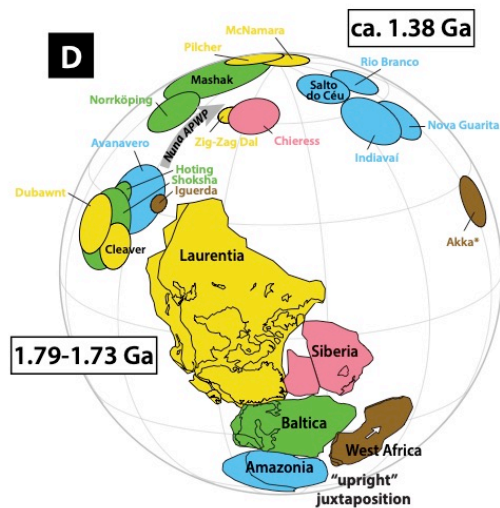 D
McNamara
ca. 1.38 Ga
Pilcher
Mashak
Rio Branco
Salto
do Céu
Norrköping
Nuna APWP
Zig-Zag Dal
Chieress
Nova Guarita
Indiavaí
Avanavero
Hoting
Shoksha
Iguerda
Dubawnt
Cleaver
Akka*
Laurentia
1.79-1.73 Ga
Siberia
Baltica
West Africa
Amazonia
“upright”
juxtaposition